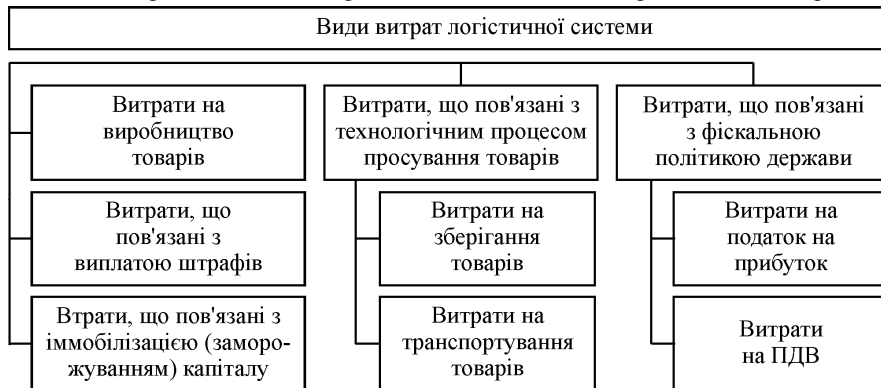 Види витрат логістичної системи
Витрати на
виробництво
товарів
Витрати, що
пов'язані з
виплатою штрафів
Втрати, що пов'язані з
іммобілізацією (заморо-
жуванням) капіталу
Витрати, що пов'язані з
технологічним процесом
просування товарів
Витрати на
зберігання
товарів
Витрати на
транспортування
товарів
Витрати, що пов'язані
з фіскальною
політикою держави
Витрати на
податок на
прибуток
Витрати
на ПДВ